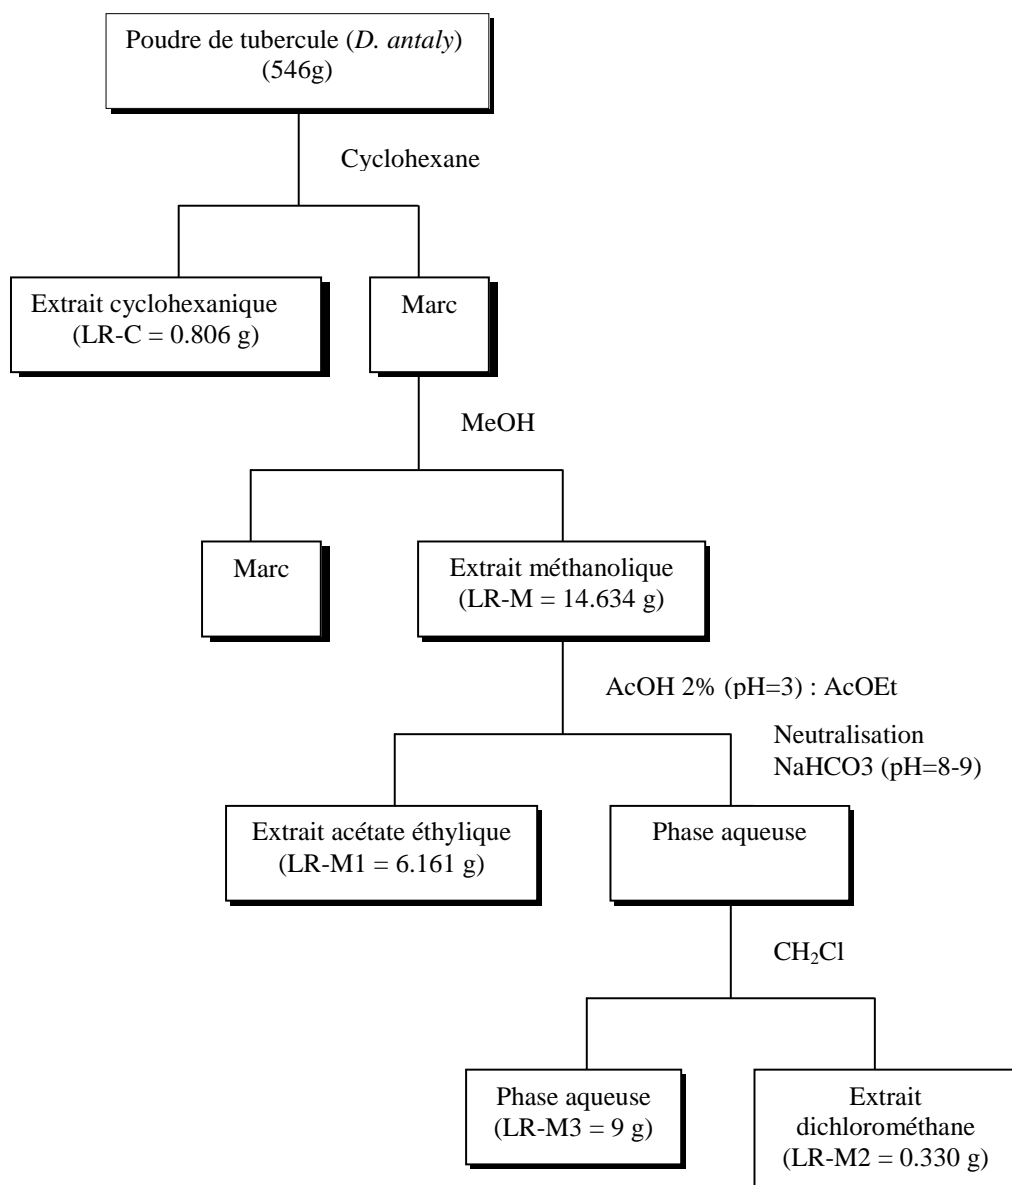 Poudre de tubercule (D. antaly)
(546g)
Cyclohexane
Extrait cyclohexanique
(LR-C = 0.806 g)
Marc
MeOH
Marc
Extrait méthanolique
(LR-M = 14.634 g)
AcOH 2% (pH=3) : AcOEt
Neutralisation
NaHCO3 (pH=8-9)
Extrait acétate éthylique
(LR-M1 = 6.161 g)
Phase aqueuse
CH₂Cl
Phase aqueuse
(LR-M3 = 9 g)
Extrait
dichlorométhane
(LR-M2 = 0.330 g)